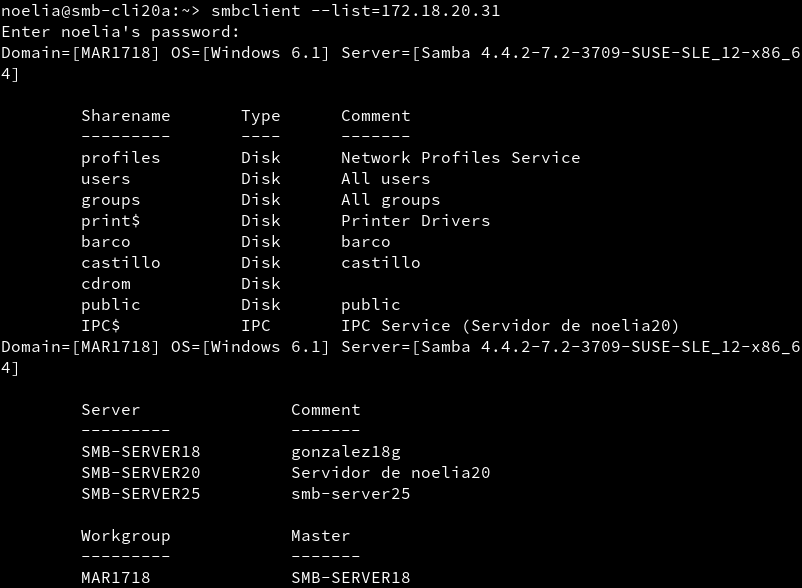 noelia@smb-cli20a:~> smbclient --list=172.18.20.31
Enter noelia's password:
Domain=[MAR1718] OS=[Windows 6.1] Server=[Samba 4.4.2-7.2-3709-SUSE-SLE_12-x86_6
4]
Sharename Type Comment
--------- ---- -------
profiles Disk Network Profiles Service
users Disk All users
groups Disk All groups
print$ Disk Printer Drivers
barco Disk barco
castillo Disk castillo
cdrom Disk
public Disk public
IPC$ IPC IPC Service (Servidor de noelia20)
Domain=[MAR1718] OS=[Windows 6.1] Server=[Samba 4.4.2-7.2-3709-SUSE-SLE_12-x86_6
4]
Server Comment
--------- -------
SMB-SERVER18 gonzalez18g
SMB-SERVER20 Servidor de noelia20
SMB-SERVER25 smb-server25
Workgroup Master
--------- -------
MAR1718 SMB-SERVER18